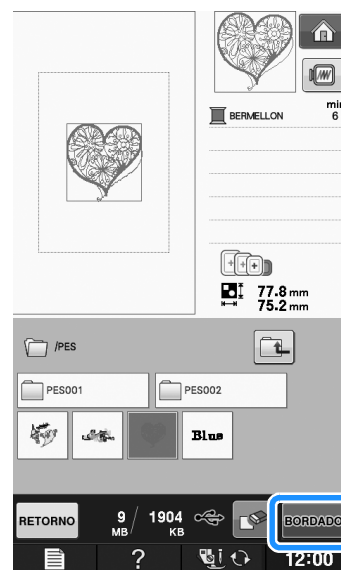 min
BERMELLON 6
77.8 mm
75.2 mm
/PES
PES001 PES002
Blue
RETORNO 9 MB / 1904 KB BORDADO
? 12:00